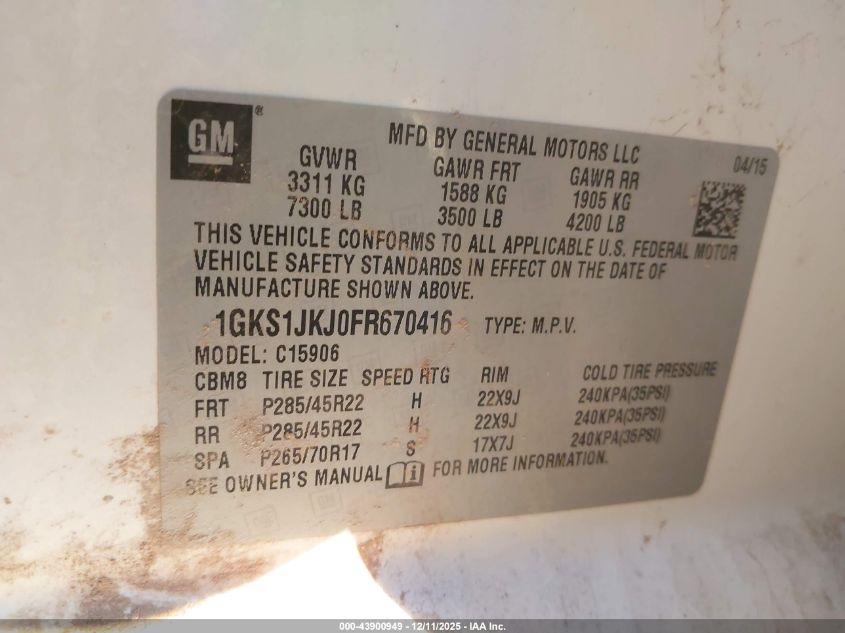 GM ®
MFD BY GENERAL MOTORS LLC
04/15
GVWR GAWR FRT GAWR RR
3311 KG 1588 KG 1905 KG
7300 LB 3500 LB 4200 LB
THIS VEHICLE CONFORMS TO ALL APPLICABLE U.S. FEDERAL MOTOR
VEHICLE SAFETY STANDARDS IN EFFECT ON THE DATE OF
MANUFACTURE SHOWN ABOVE.
1GKS1JKJ0FR670416 TYPE: M.P.V.
MODEL: C15906
CBM8 TIRE SIZE SPEED RTG RIM COLD TIRE PRESSURE
FRT P285/45R22 H 22X9J 240KPA(35PSI)
RR P285/45R22 H 22X9J 240KPA(35PSI)
SPA P265/70R17 S 17X7J 240KPA(35PSI)
SEE OWNER'S MANUAL i FOR MORE INFORMATION.
000-43900949 - 12/11/2025 - IAA Inc.